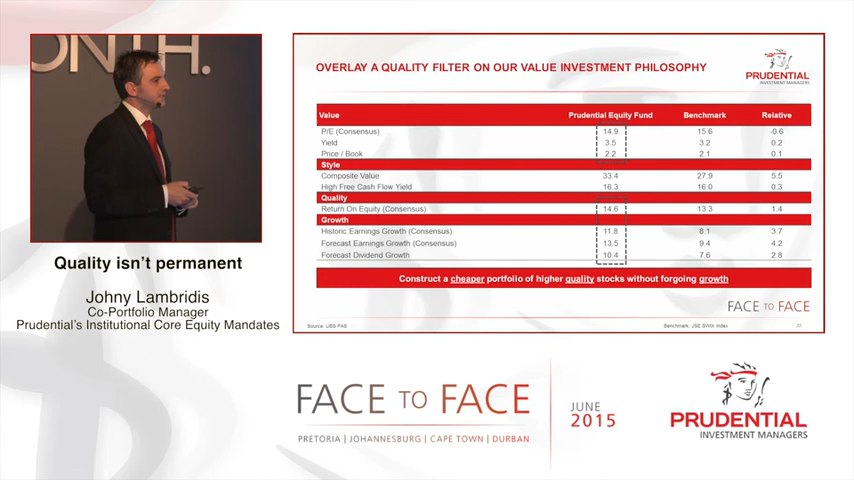 ONTH.
Quality isn't permanent
Johny Lambridis
Co-Portfolio Manager
Prudential's Institutional Core Equity Mandates
OVERLAY A QUALITY FILTER ON OUR VALUE INVESTMENT PHILOSOPHY
PRUDENTIAL
INVESTMENT MANAGERS
Value Prudential Equity Fund Benchmark Relative
P/E (Consensus) 14.9 15.6 -0.6
Yield 3.5 3.2 0.2
Price / Book 2.2 2.1 0.1
Style
Composite Value 33.4 27.9 5.5
High Free Cash Flow Yield 16.3 16.0 0.3
Quality
Return On Equity (Consensus) 14.6 13.3 1.4
Growth
Historic Earnings Growth (Consensus) 11.8 8.1 3.7
Forecast Earnings Growth (Consensus) 13.5 9.4 4.2
Forecast Dividend Growth 10.4 7.6 2.8
Construct a cheaper portfolio of higher quality stocks without forgoing growth
FACE TO FACE
Source: UBS PAS Benchmark: JSE SWIX Index
FACE TO FACE
PRETORIA | JOHANNESBURG | CAPE TOWN | DURBAN
JUNE
2015
PRUDENTIAL
INVESTMENT MANAGERS